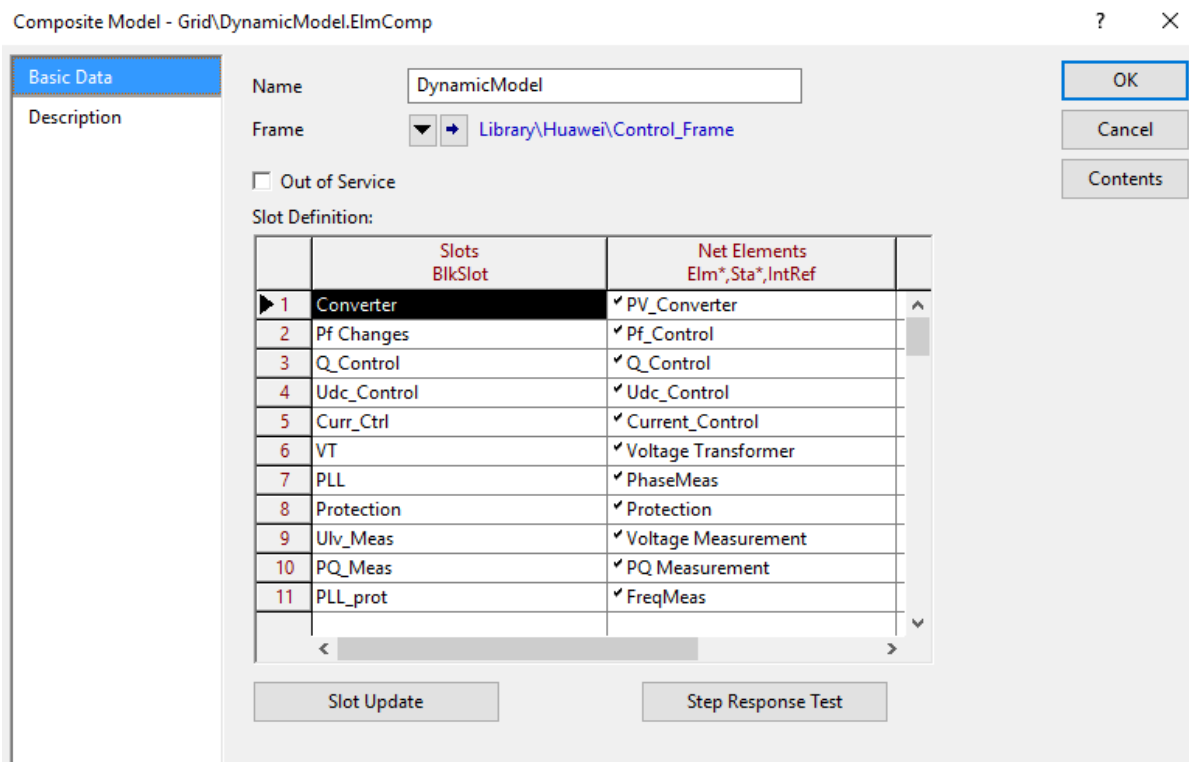 Composite Model - Grid\DynamicModel.ElmComp ?
Basic Data
Description
Name DynamicModel
Frame Library\Huawei\Control_Frame
Out of Service
Slot Definition:
Slots Net Elements
BlkSlot Elm*,Sta*,IntRef
1 Converter PV_Converter
2 Pf Changes Pf_Control
3 Q_Control Q_Control
4 Udc_Control Udc_Control
5 Curr_Ctrl Current_Control
6 VT Voltage Transformer
7 PLL PhaseMeas
8 Protection Protection
9 Ulv_Meas Voltage Measurement
10 PQ_Meas PQ Measurement
11 PLL_prot FreqMeas
Slot Update Step Response Test
OK
Cancel
Contents